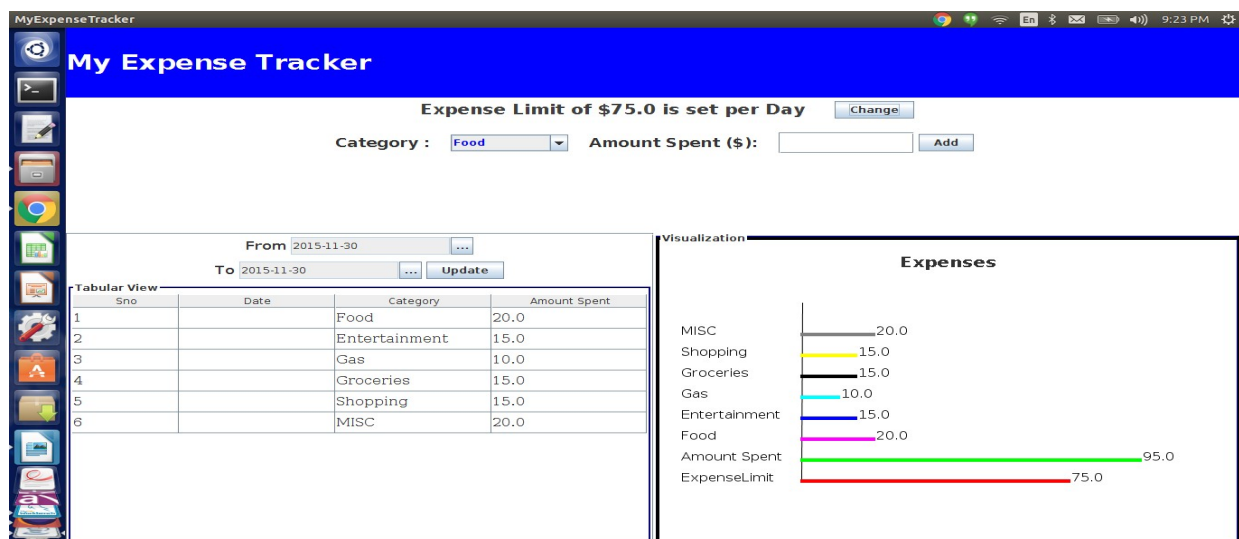 MyExpenseTracker En 9:23 PM
My Expense Tracker
Expense Limit of $75.0 is set per Day Change
Category : Food Amount Spent ($): Add
From 2015-11-30 ...
To 2015-11-30 ... Update
Tabular View
Sno Date Category Amount Spent
1 Food 20.0
2 Entertainment 15.0
3 Gas 10.0
4 Groceries 15.0
5 Shopping 15.0
6 MISC 20.0
Visualization
Expenses
MISC 20.0
Shopping 15.0
Groceries 15.0
Gas 10.0
Entertainment 15.0
Food 20.0
Amount Spent 95.0
ExpenseLimit 75.0